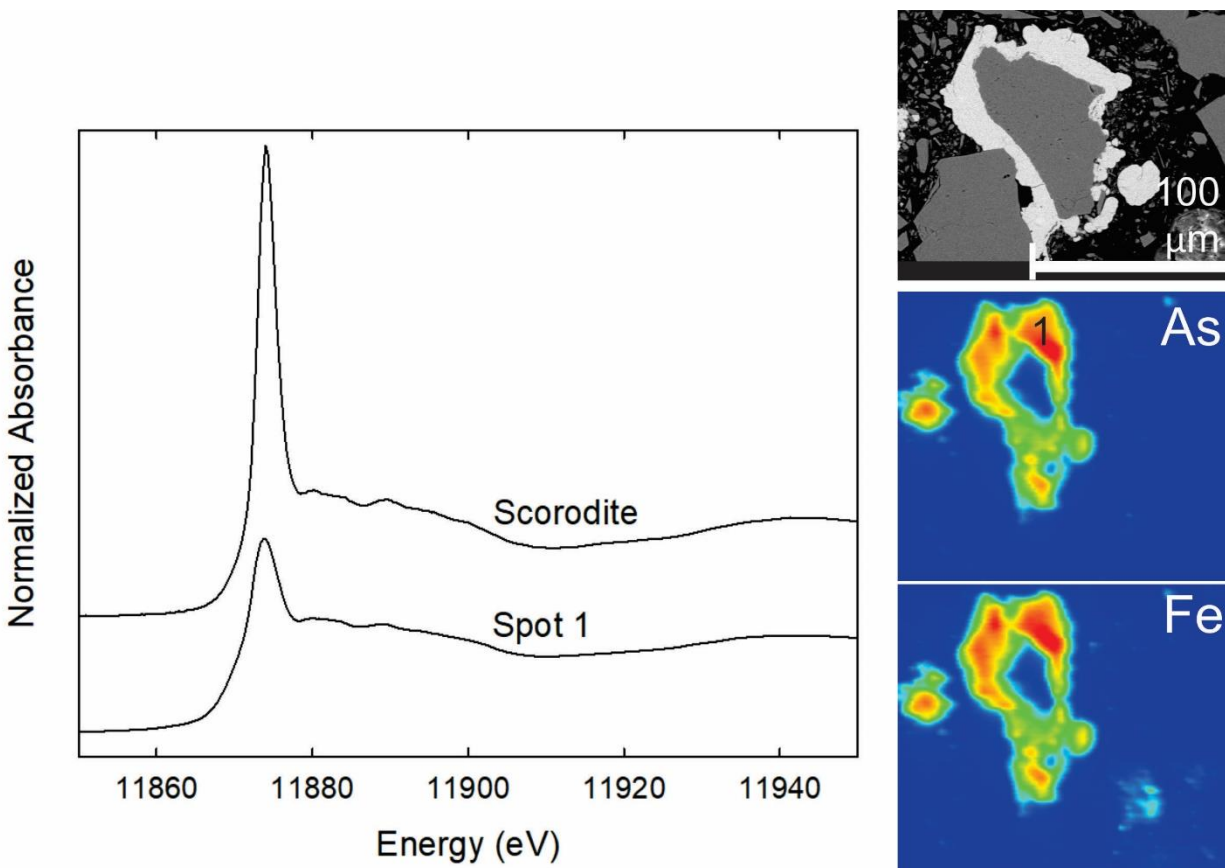 Normalized Absorbance
Scorodite
Spot 1
11860 11880 11900 11920 11940
Energy (eV)
100
µm
1
As
Fe